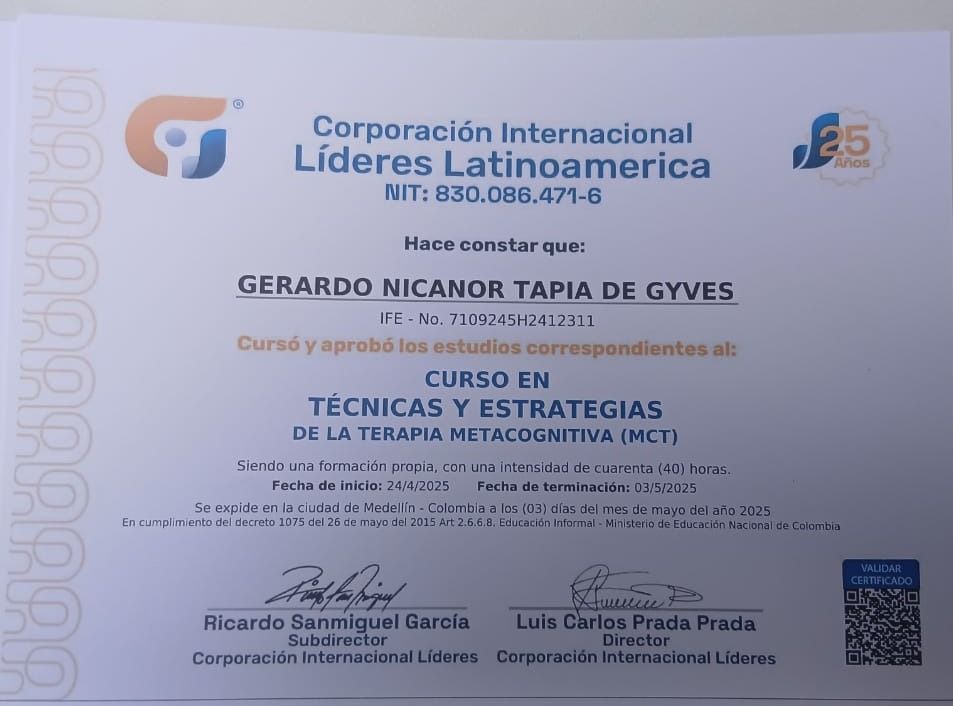 ®
Corporación Internacional
Líderes Latinoamerica
NIT: 830.086.471-6
25
Años
Hace constar que:
GERARDO NICANOR TAPIA DE GYVES
IFE - No. 7109245H2412311
Cursó y aprobó los estudios correspondientes al:
CURSO EN
TÉCNICAS Y ESTRATEGIAS
DE LA TERAPIA METACOGNITIVA (MCT)
Siendo una formación propia, con una intensidad de cuarenta (40) horas.
Fecha de inicio: 24/4/2025 Fecha de terminación: 03/5/2025
Se expide en la ciudad de Medellín - Colombia a los (03) días del mes de mayo del año 2025
En cumplimiento del decreto 1075 del 26 de mayo del 2015 Art 2.6.6.8. Educación Informal - Ministerio de Educación Nacional de Colombia
VALIDAR
CERTIFICADO
Ricardo Sanmiguel García
Subdirector
Corporación Internacional Líderes
Luis Carlos Prada Prada
Director
Corporación Internacional Líderes